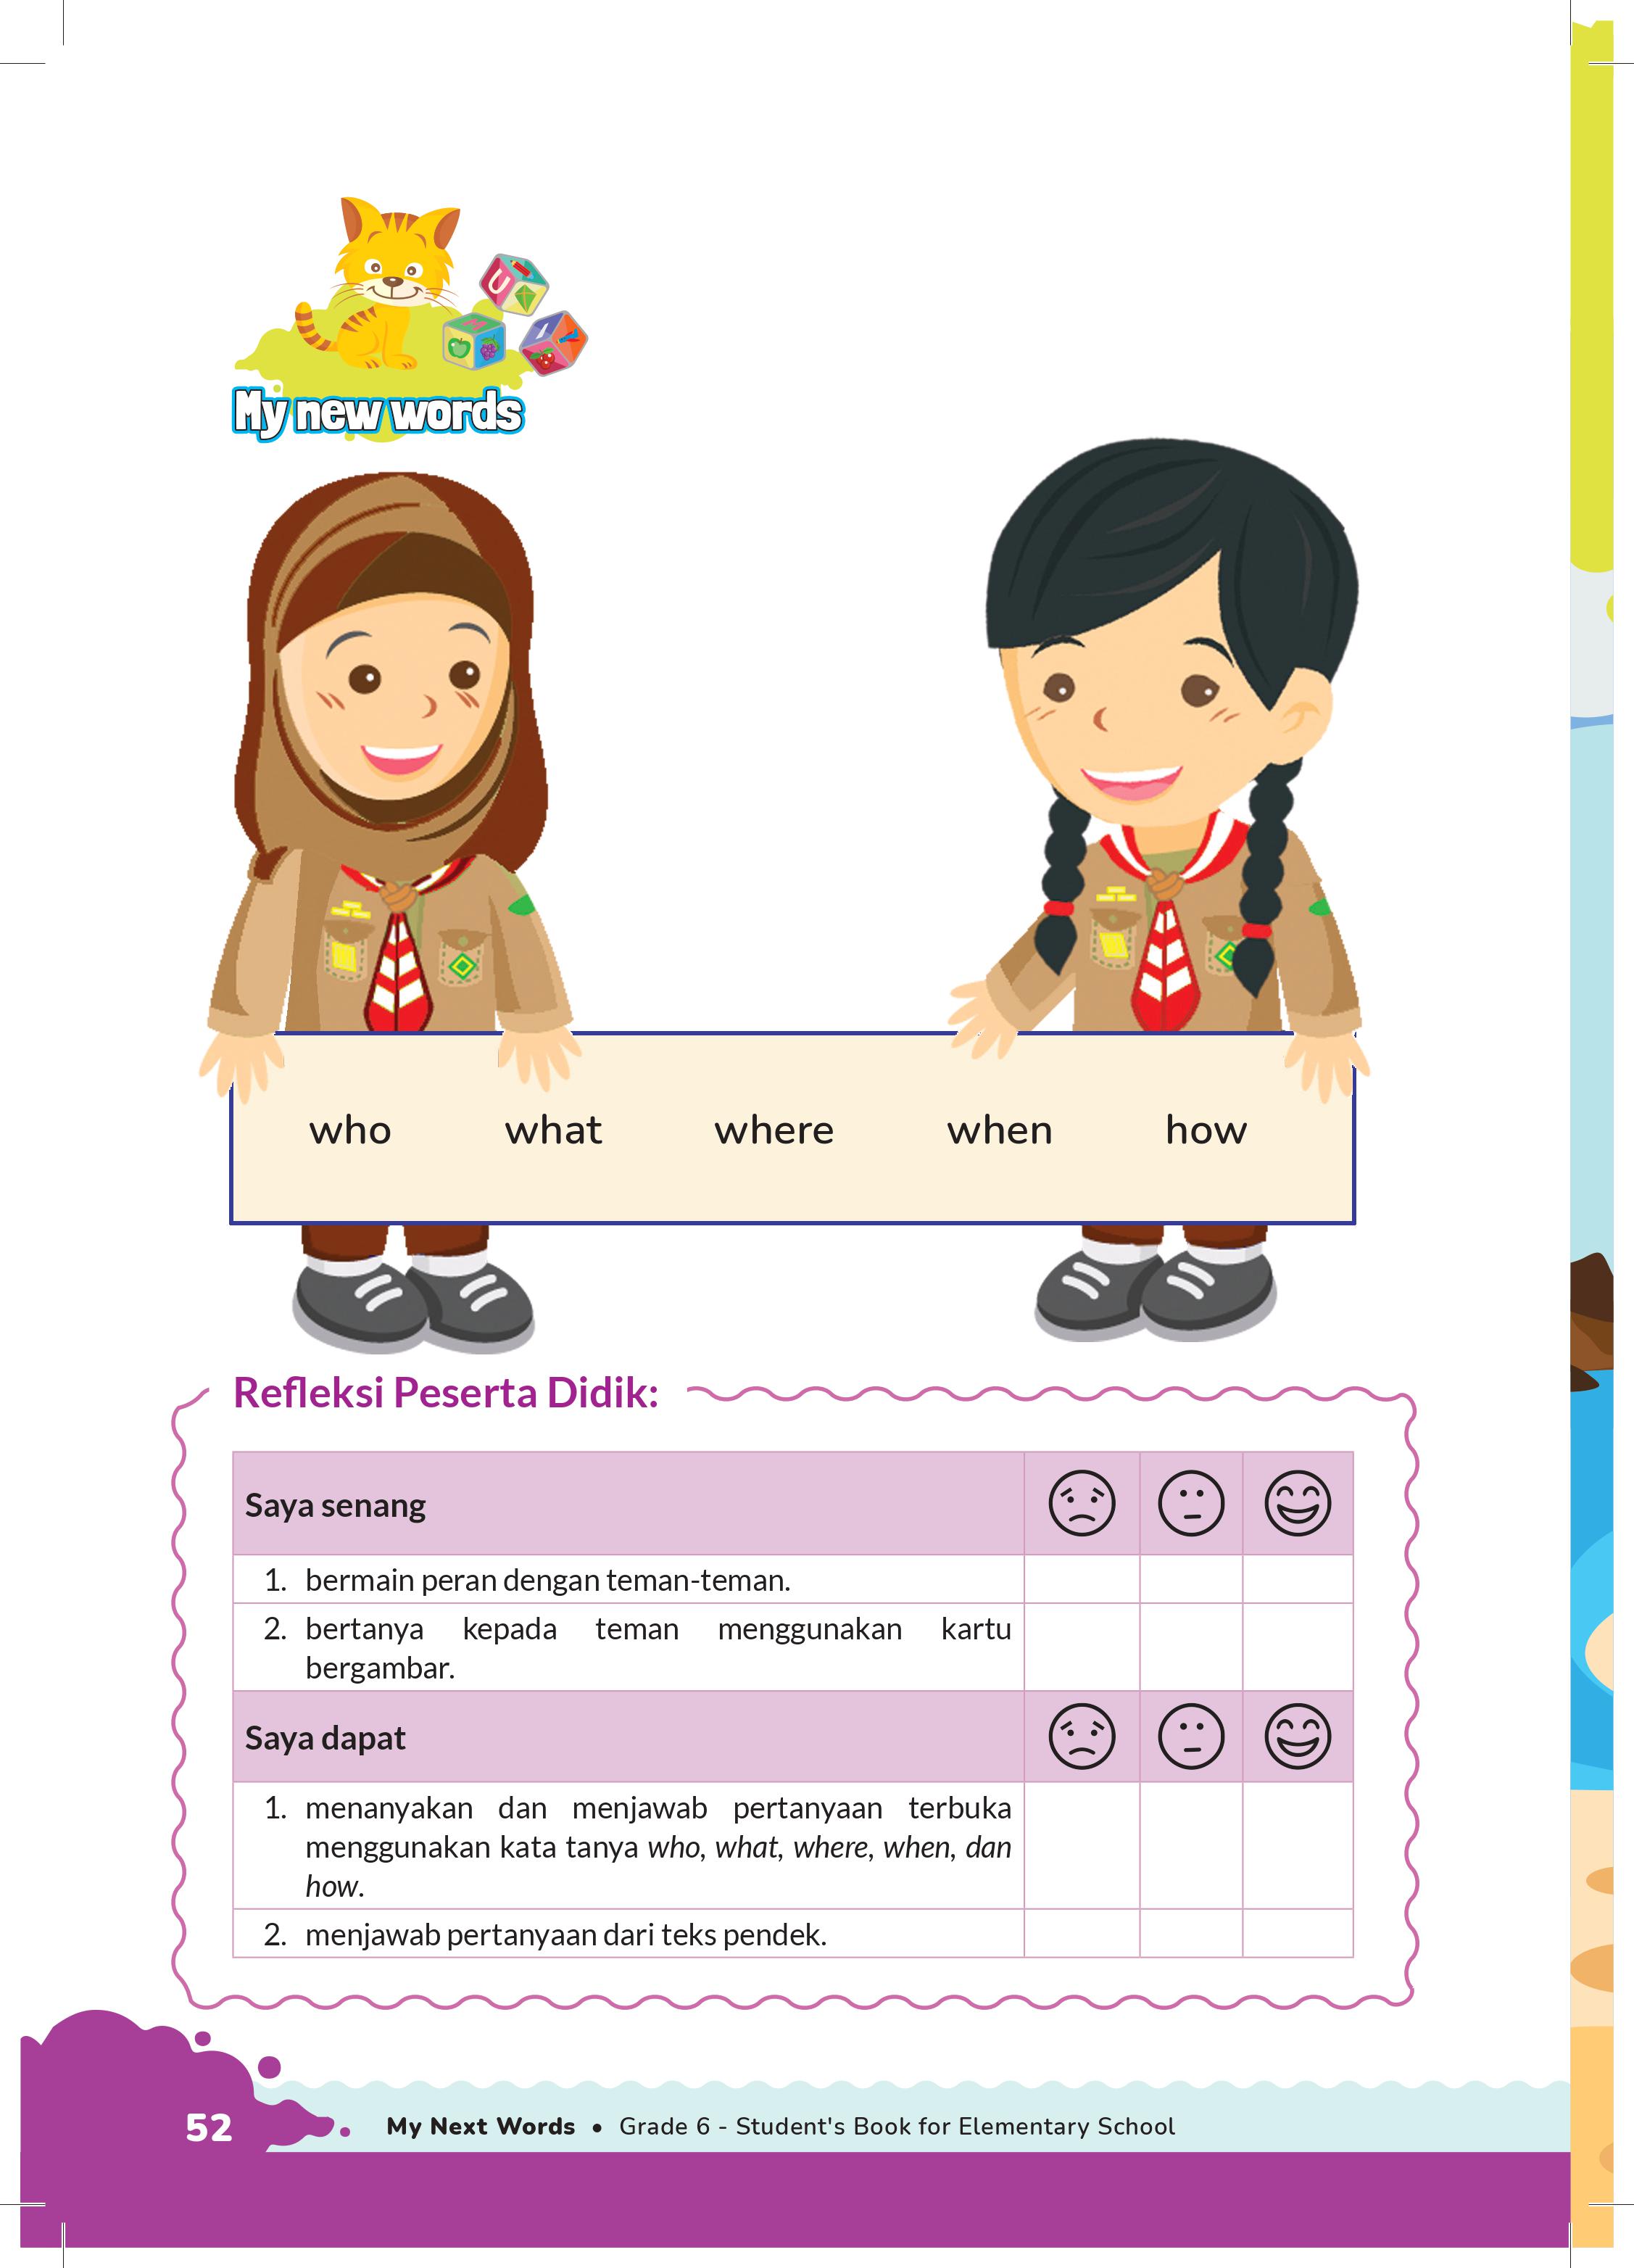 My new words
who what where when how
Refleksi Peserta Didik:
Saya senang
1. bermain peran dengan teman-teman.
2. bertanya kepada teman menggunakan kartu
bergambar.
Saya dapat
1. menanyakan dan menjawab pertanyaan terbuka
menggunakan kata tanya who, what, where, when, dan
how.
2. menjawab pertanyaan dari teks pendek.
52 My Next Words • Grade 6 - Student's Book for Elementary School